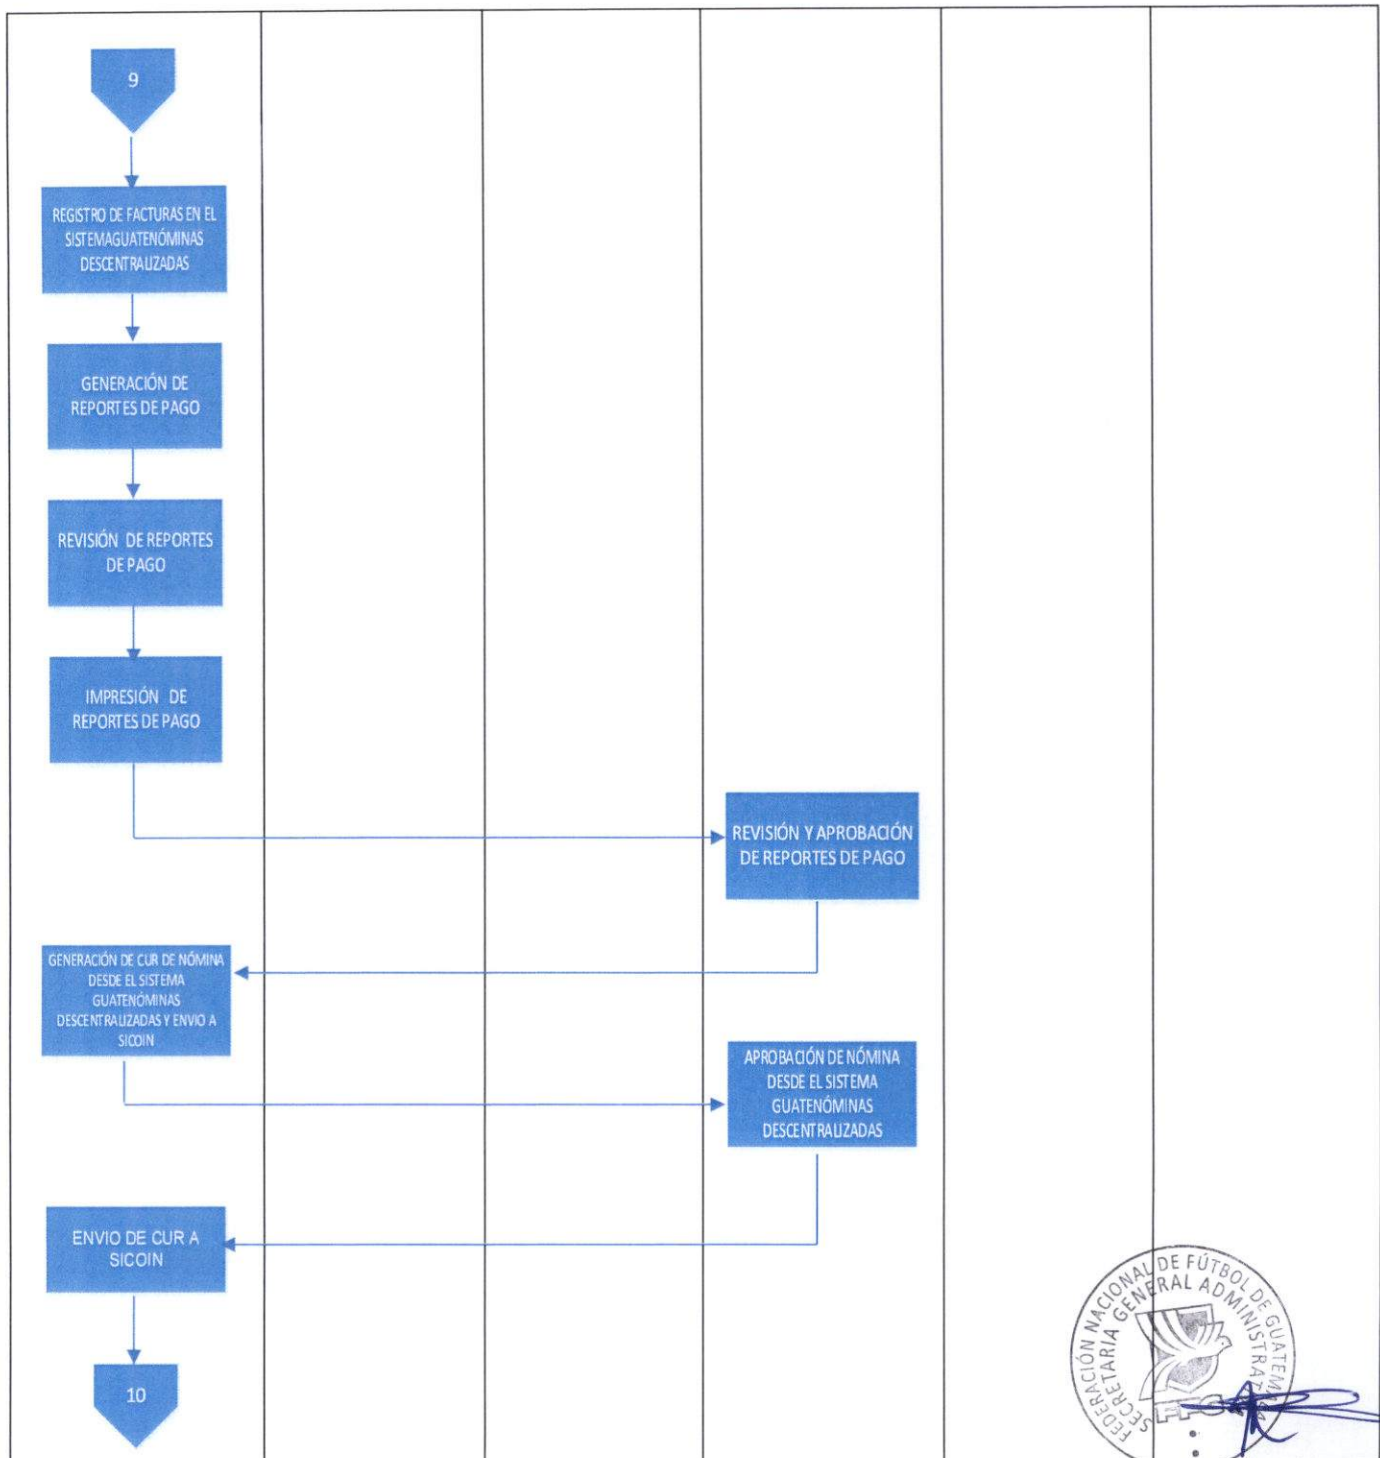 9
REGISTRO DE FACTURAS EN EL
SISTEMAGUATENÓMINAS
DESCENTRALIZADAS
GENERACIÓN DE
REPORTES DE PAGO
REVISIÓN DE REPORTES
DE PAGO
IMPRESIÓN DE
REPORTES DE PAGO
REVISIÓN Y APROBACIÓN
DE REPORTES DE PAGO
GENERACIÓN DE CUR DE NÓMINA
DESDE EL SISTEMA
GUATENÓMINAS
DESCENTRALIZADAS Y ENVIO A
SICOIN
APROBACIÓN DE NÓMINA
DESDE EL SISTEMA
GUATENÓMINAS
DESCENTRALIZADAS
ENVIO DE CUR A
SICOIN
10
FEDERACIÓN NACIONAL DE FÚTBOL DE GUATEMALA
SECRETARIA GENERAL